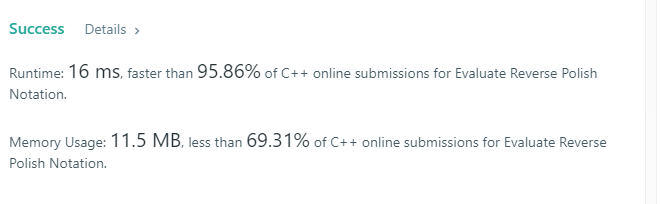 Success Details >
Runtime: 16 ms, faster than 95.86% of C++ online submissions for Evaluate Reverse Polish
Notation.
Memory Usage: 11.5 MB, less than 69.31% of C++ online submissions for Evaluate Reverse
Polish Notation.